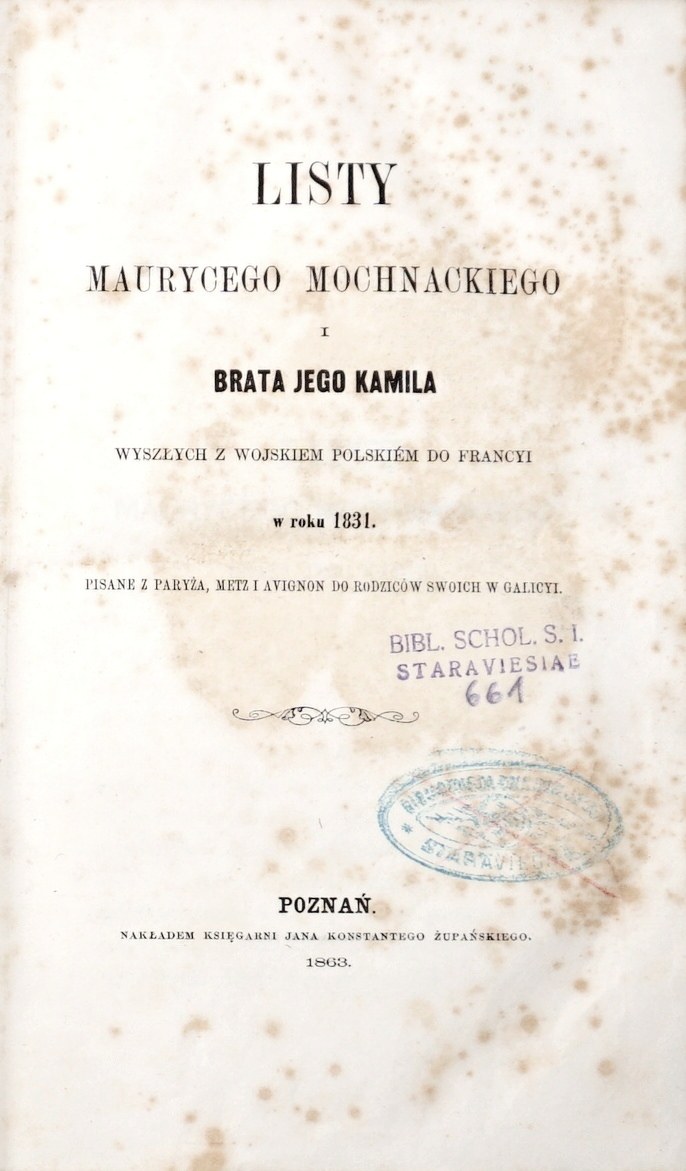 LISTY
MAURYCEGO MOCHNACKIEGO
I
BRATA JEGO KAMILA
WYSZŁYCH Z WOJSKIEM POLSKIÉM DO FRANCYI
w roku 1831.
PISANE Z PARYŻA, METZ I AVIGNON DO RODZICÓW SWOICH W GALICYI.
BIBL. SCHOL. S. I.
STARAVIESIAE
661
POZNAŃ.
NAKŁADEM KSIĘGARNI JANA KONSTANTEGO ŻUPAŃSKIEGO.
1863.